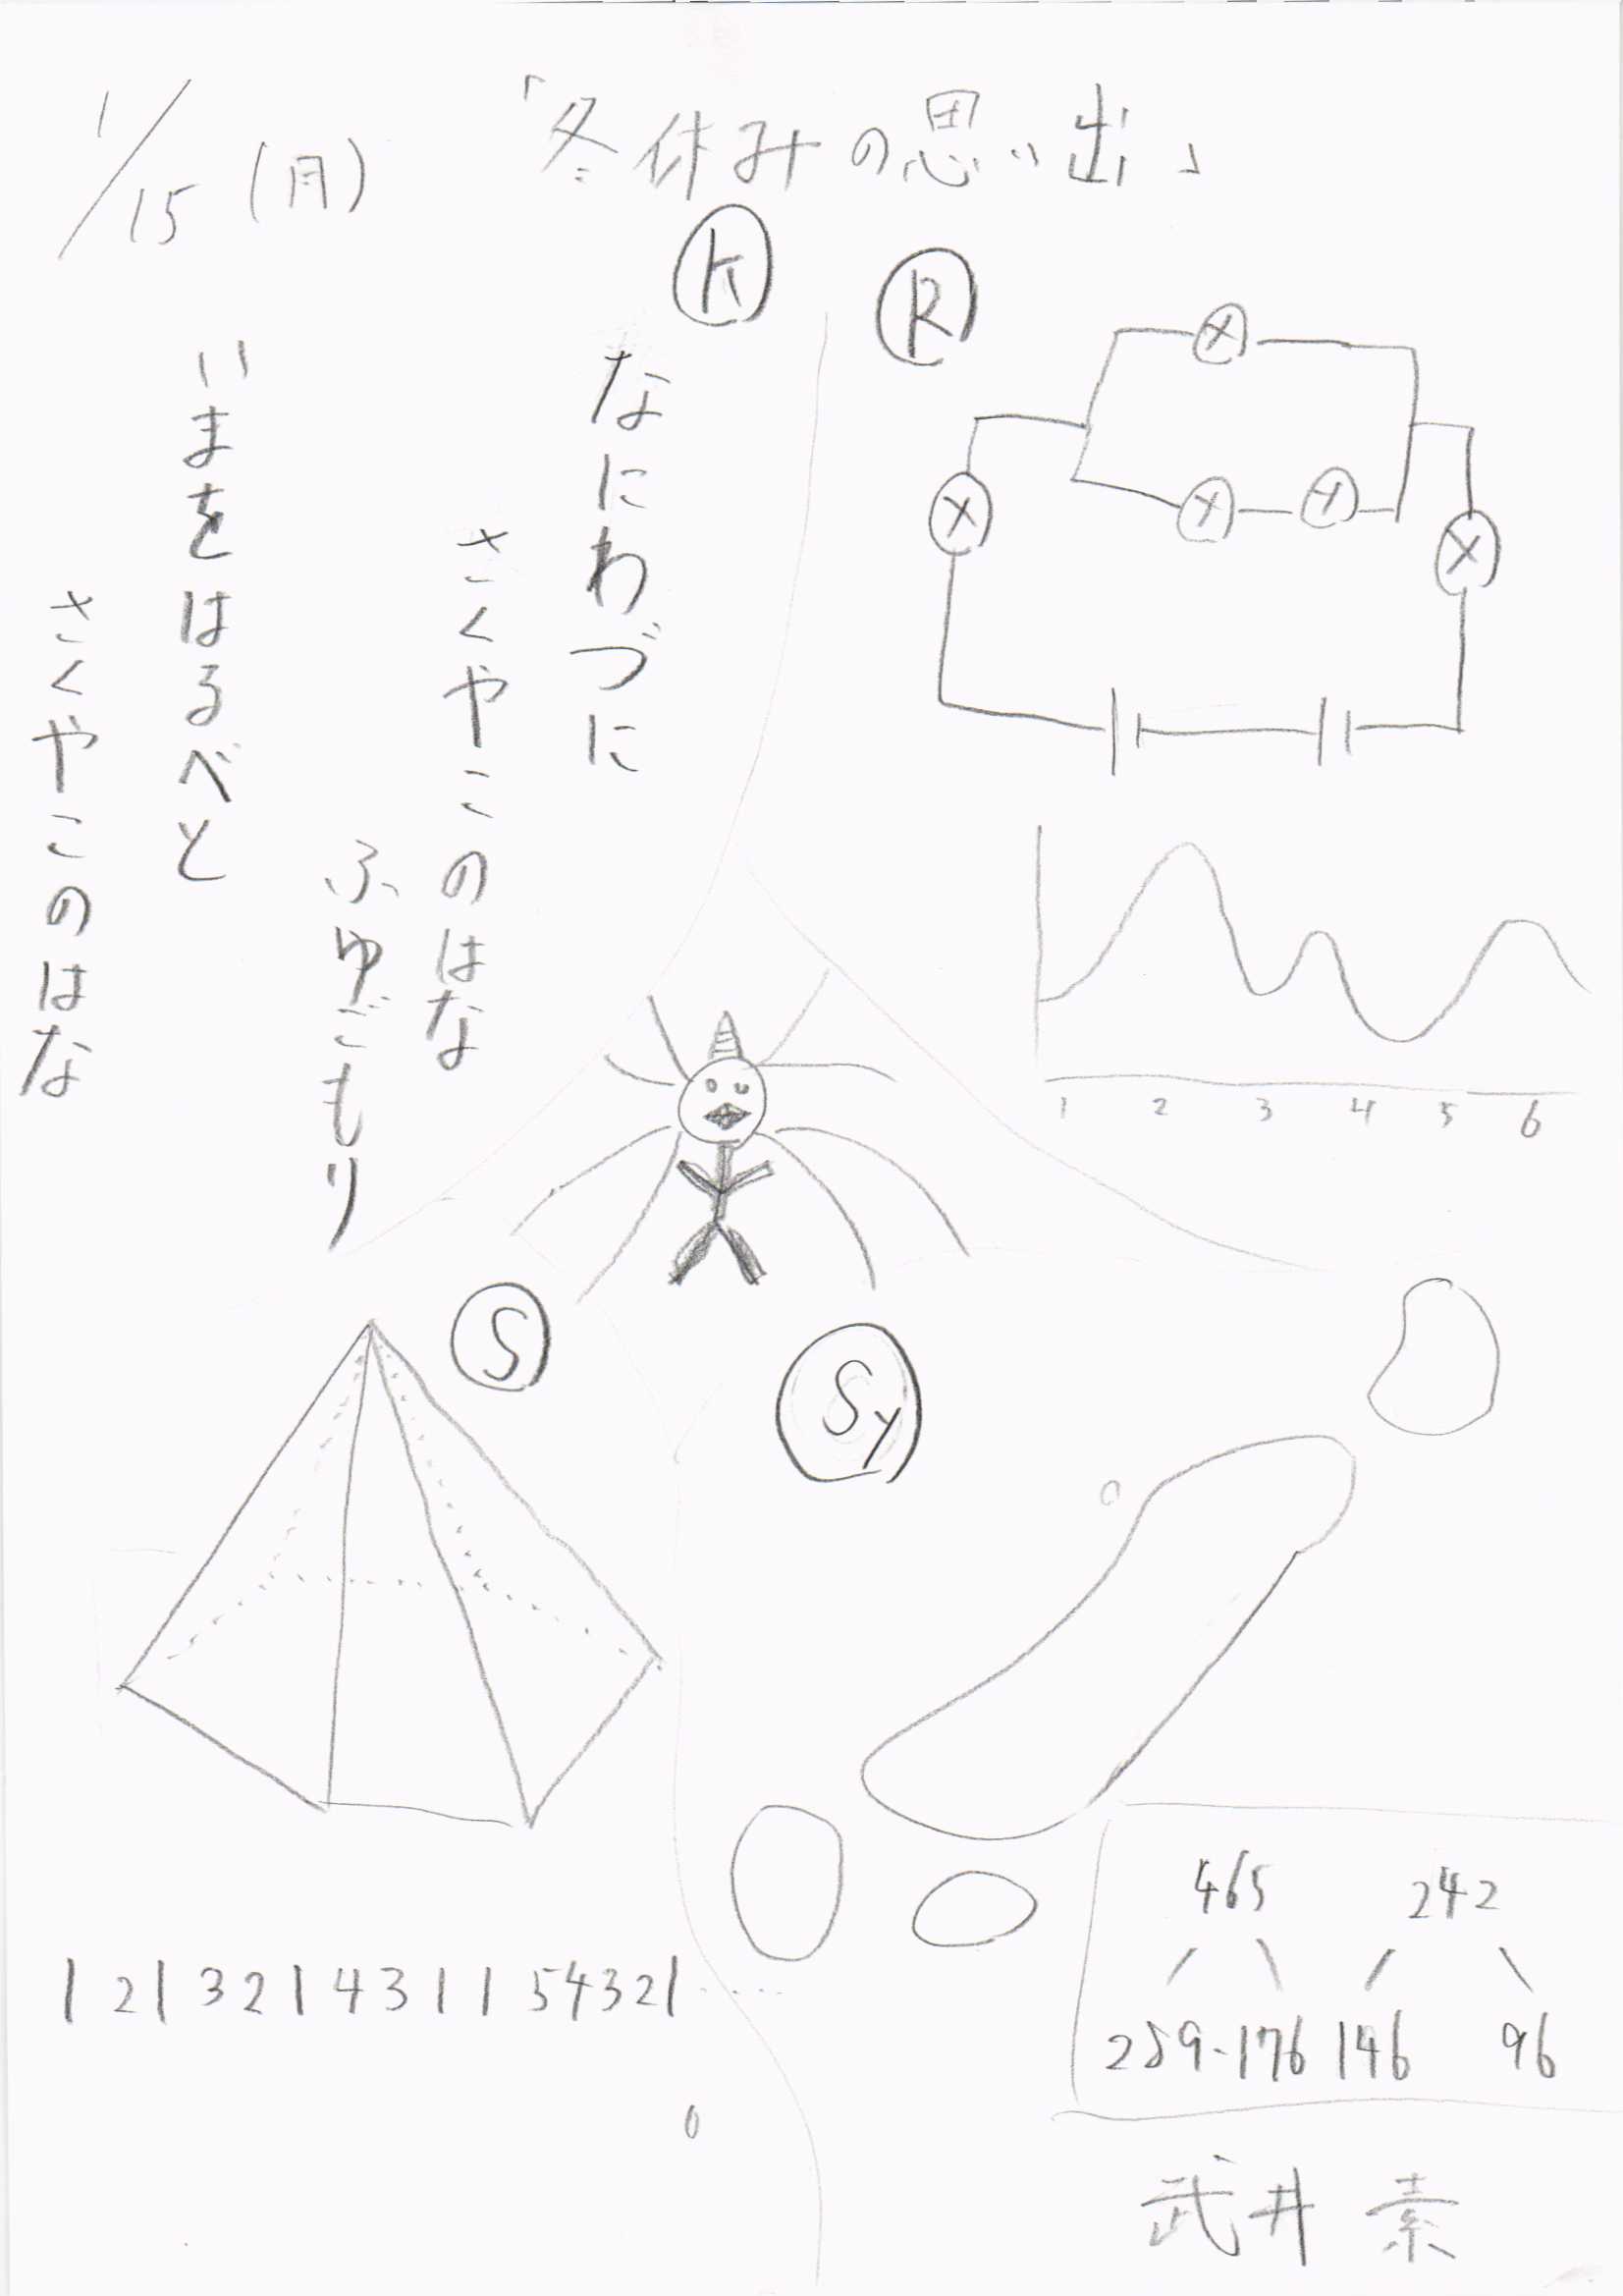 1/15(月)
「冬休みの思い出」
K
なにわづに
さくやこのはな
ふゆごもり
いまをはるべと
さくやこのはな
R
1 2 3 4 5 6
S
Sy
1 2 1 3 2 1 4 3 1 1 5 4 3 2 1 ……
465 242
259-176 146 96
武井 素